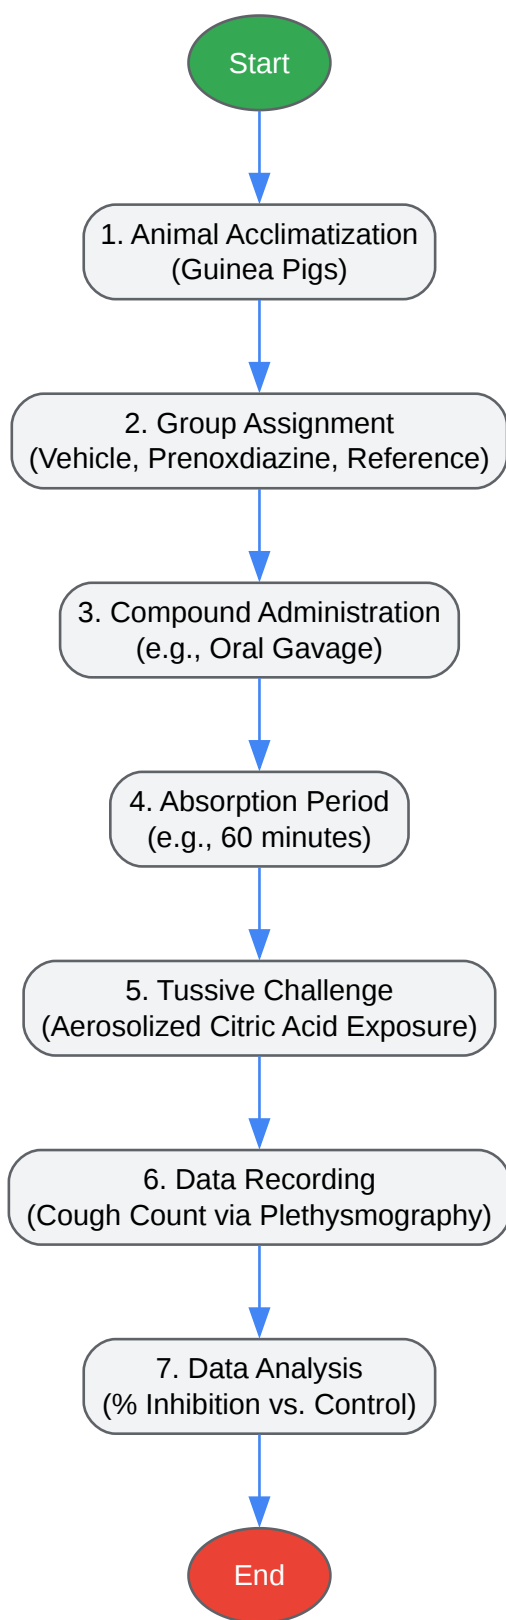 Start
1. Animal Acclimatization
(Guinea Pigs)
2. Group Assignment
(Vehicle, Prenoxdiazine, Reference)
3. Compound Administration
(e.g., Oral Gavage)
4. Absorption Period
(e.g., 60 minutes)
5. Tussive Challenge
(Aerosolized Citric Acid Exposure)
6. Data Recording
(Cough Count via Plethysmography)
7. Data Analysis
(% Inhibition vs. Control)
End